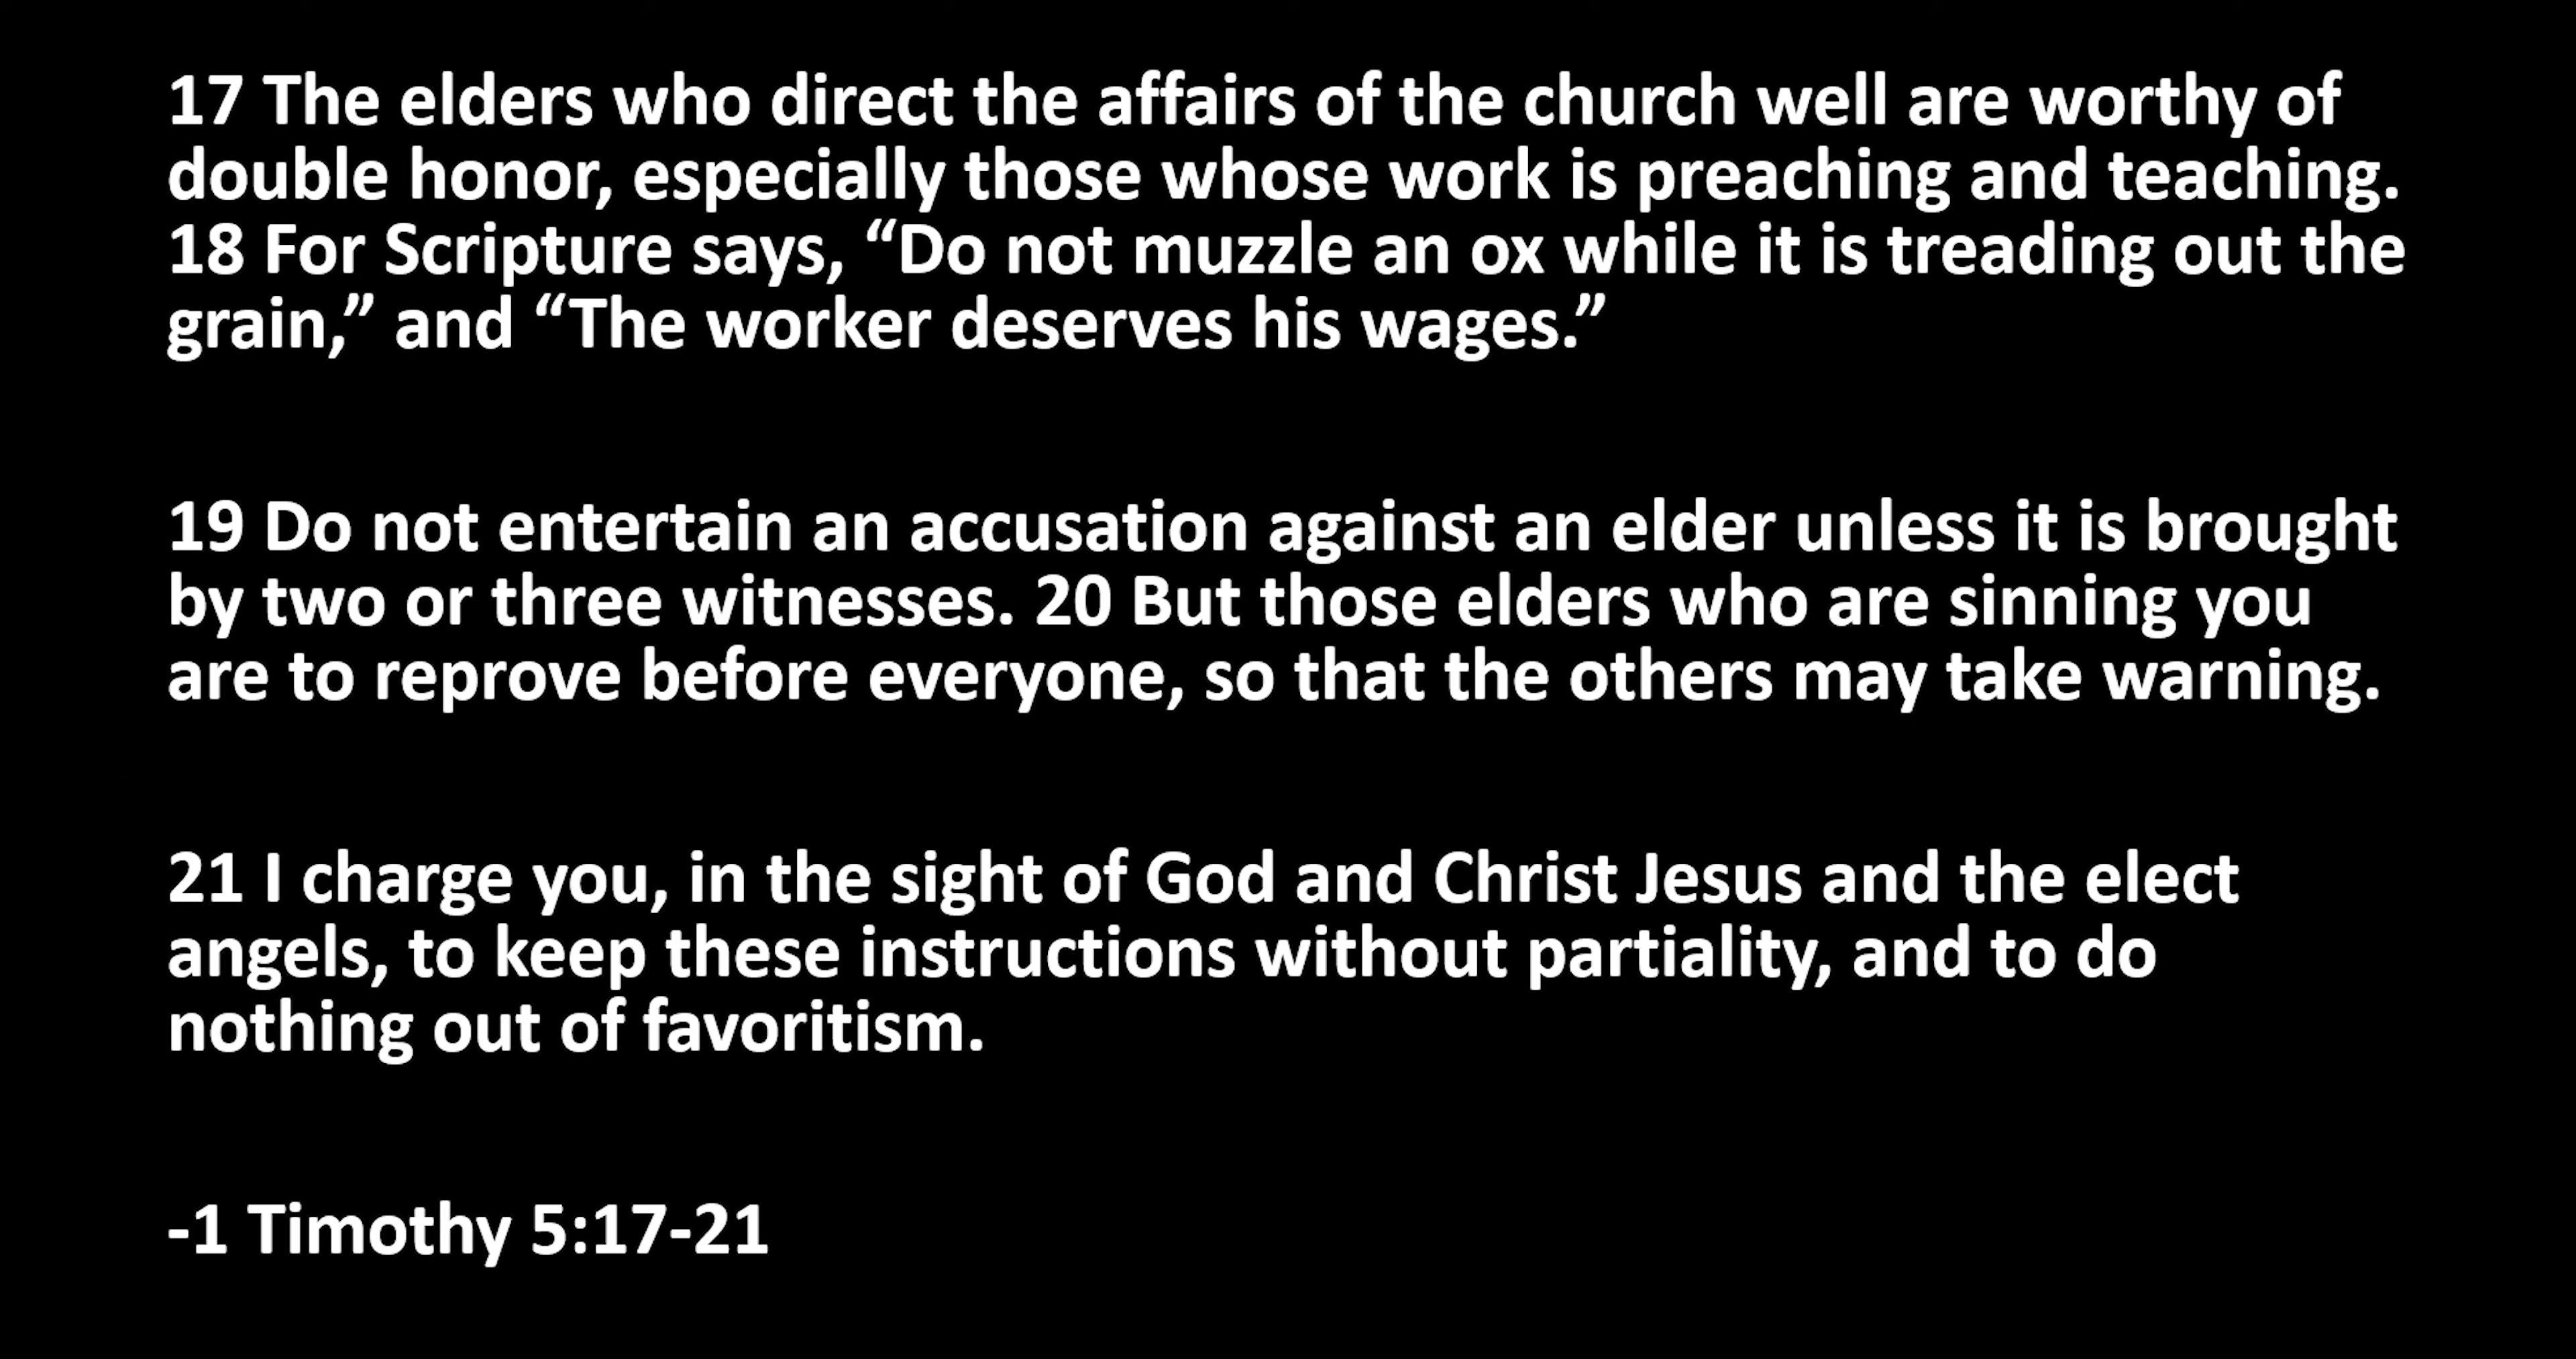 17 The elders who direct the affairs of the church well are worthy of
double honor, especially those whose work is preaching and teaching.
18 For Scripture says, “Do not muzzle an ox while it is treading out the
grain,” and “The worker deserves his wages.”
19 Do not entertain an accusation against an elder unless it is brought
by two or three witnesses. 20 But those elders who are sinning you
are to reprove before everyone, so that the others may take warning.
21 I charge you, in the sight of God and Christ Jesus and the elect
angels, to keep these instructions without partiality, and to do
nothing out of favoritism.
-1 Timothy 5:17-21